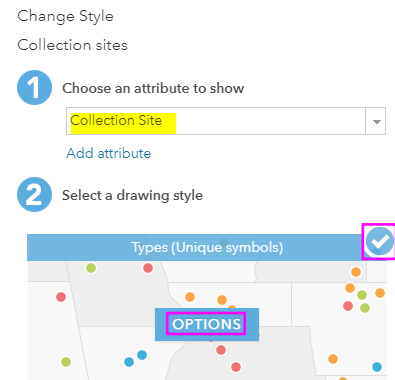 Change Style
Collection sites
1 Choose an attribute to show
Collection Site
Add attribute
2 Select a drawing style
Types (Unique symbols)
OPTIONS